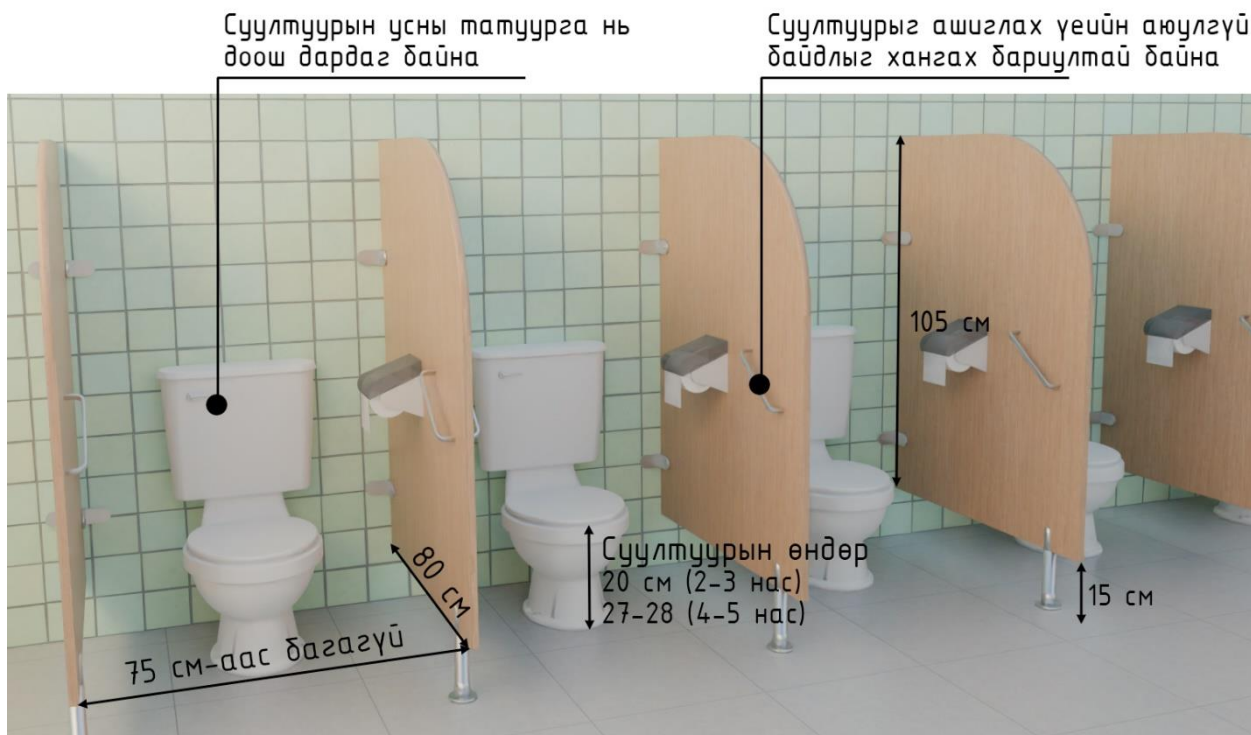 Суултуурын усны татуурга нь
доош дардаг байна
Суултуурыг ашиглах үеийн аюулгүй
байдлыг хангах бариултай байна
105 см
Суултуурын өндөр
20 см (2-3 нас)
27-28 (4-5 нас)
80 см
15 см
75 см-аас багагүй